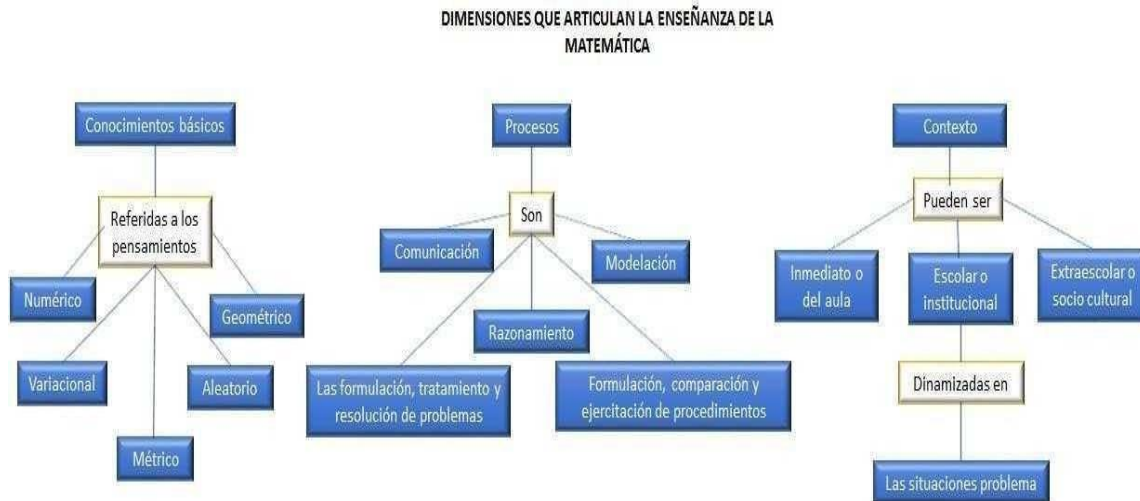 DIMENSIONES QUE ARTICULAN LA ENSEÑANZA DE LA
MATEMÁTICA
Conocimientos básicos
Referidas a los
pensamientos
Numérico
Geométrico
Variacional
Aleatorio
Métrico
Procesos
Son
Comunicación
Modelación
Razonamiento
Las formulación, tratamiento y
resolución de problemas
Formulación, comparación y
ejercitación de procedimientos
Contexto
Pueden ser
Inmediato o
del aula
Escolar o
institucional
Extraescolar o
socio cultural
Dinamizadas en
Las situaciones problema